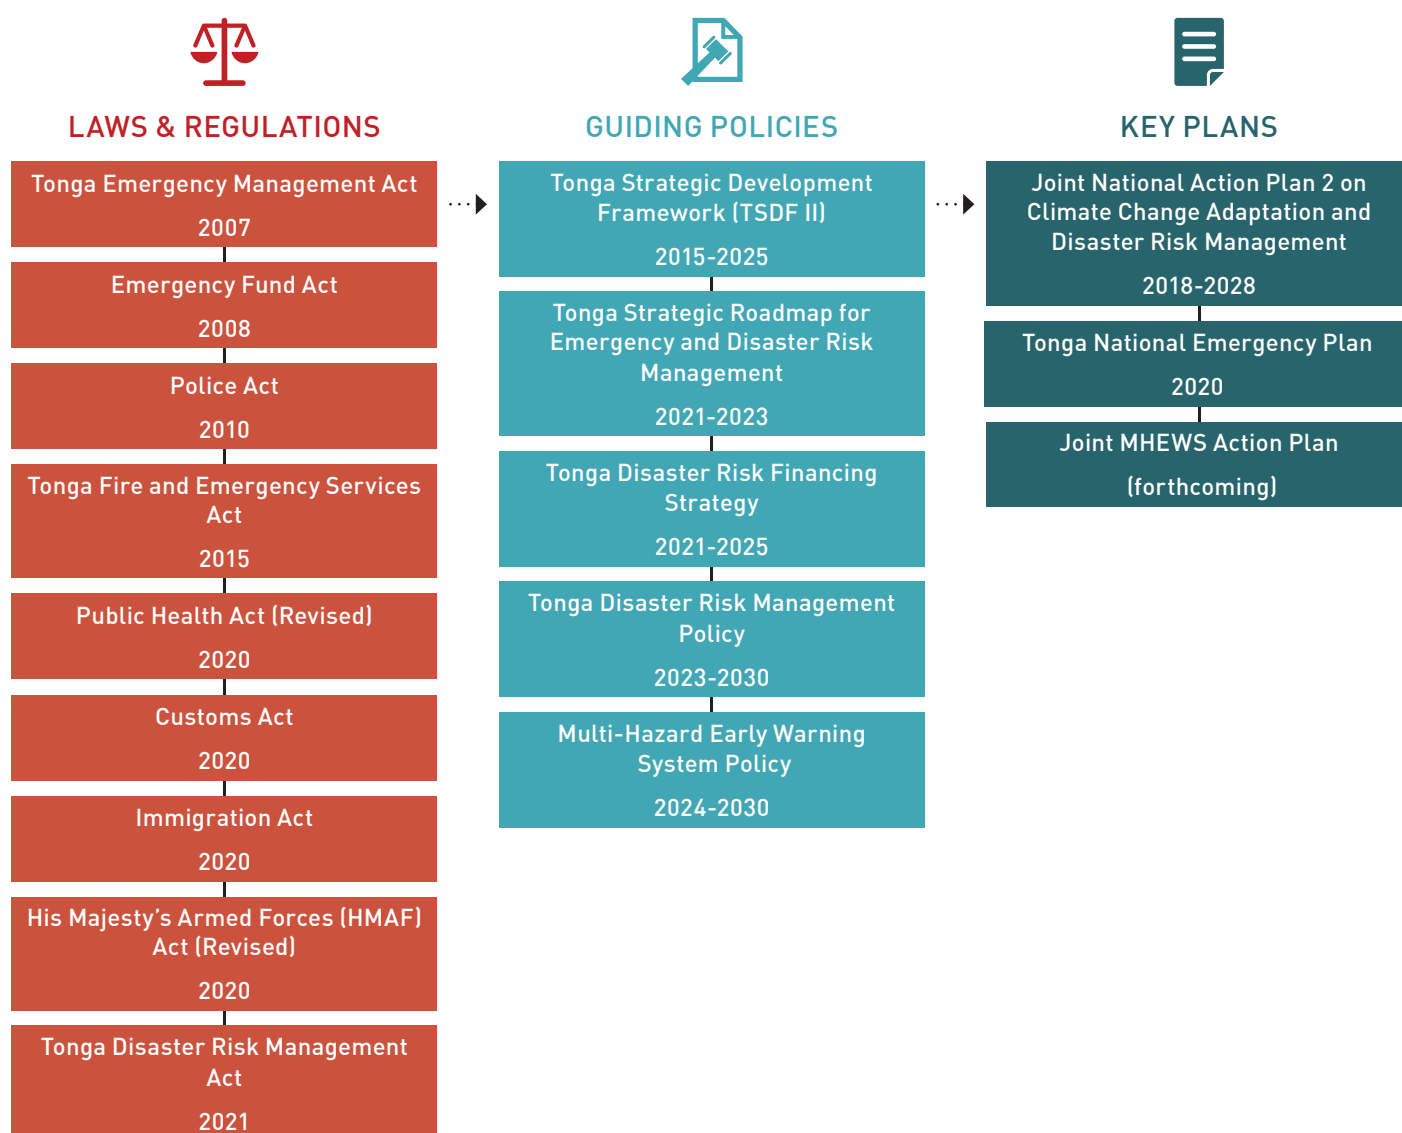 LAWS & REGULATIONS
Tonga Emergency Management Act
2007
Emergency Fund Act
2008
Police Act
2010
Tonga Fire and Emergency Services
Act
2015
Public Health Act (Revised)
2020
Customs Act
2020
Immigration Act
2020
His Majesty’s Armed Forces (HMAF)
Act (Revised)
2020
Tonga Disaster Risk Management
Act
2021
GUIDING POLICIES
Tonga Strategic Development
Framework (TSDF II)
2015-2025
Tonga Strategic Roadmap for
Emergency and Disaster Risk
Management
2021-2023
Tonga Disaster Risk Financing
Strategy
2021-2025
Tonga Disaster Risk Management
Policy
2023-2030
Multi-Hazard Early Warning
System Policy
2024-2030
KEY PLANS
Joint National Action Plan 2 on
Climate Change Adaptation and
Disaster Risk Management
2018-2028
Tonga National Emergency Plan
2020
Joint MHEWS Action Plan
(forthcoming)